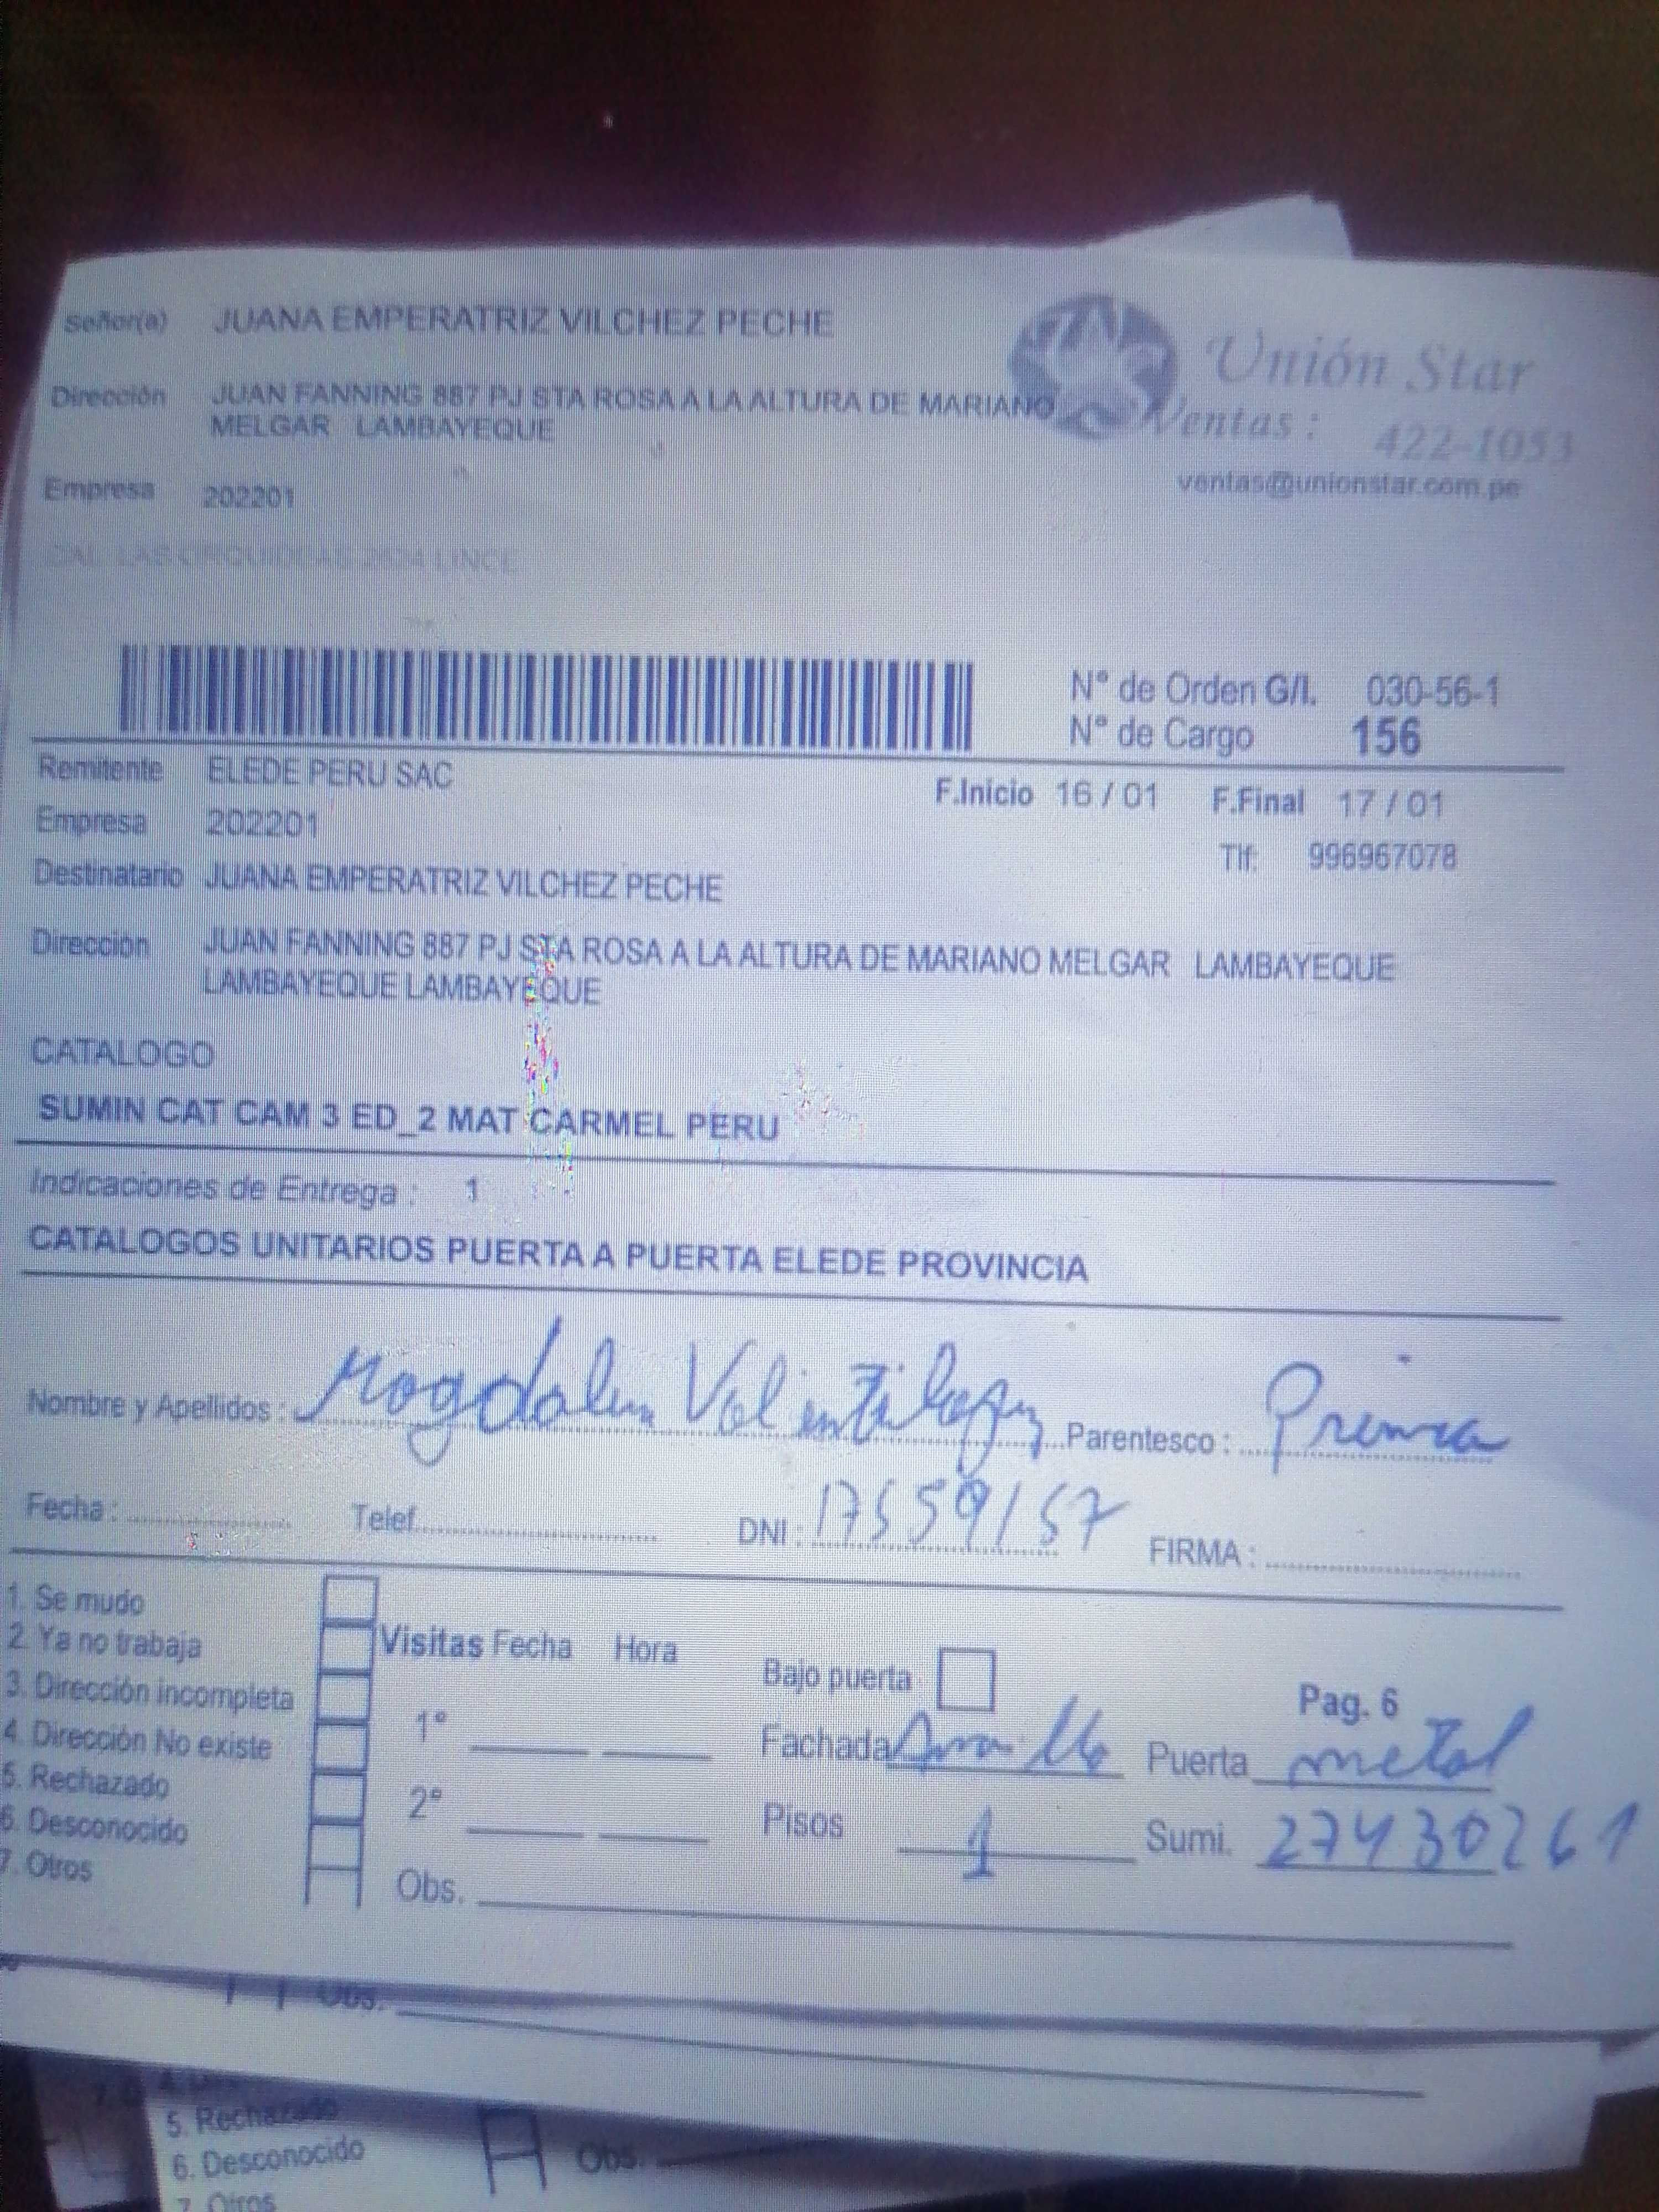 Señor(a) JUANA EMPERATRIZ VILCHEZ PECHE
Unión Star
Dirección JUAN FANNING 887 PJ STA ROSA A LA ALTURA DE MARIANO
MELGAR LAMBAYEQUE
Ventas : 422-1053
ventas@unionstar.com.pe
Empresa 202201
CAL LAS ORQUIDEAS LINCE
N° de Orden G/I. 030-56-1
N° de Cargo 156
Remitente ELEDE PERU SAC
F.Inicio 16 / 01 F.Final 17 / 01
Empresa 202201
Tlf: 996967078
Destinatario JUANA EMPERATRIZ VILCHEZ PECHE
Dirección JUAN FANNING 887 PJ STA ROSA A LA ALTURA DE MARIANO MELGAR LAMBAYEQUE
LAMBAYEQUE LAMBAYEQUE
CATALOGO
SUMIN CAT CAM 3 ED_2 MAT CARMEL PERU
Indicaciones de Entrega : 1
CATALOGOS UNITARIOS PUERTA A PUERTA ELEDE PROVINCIA
Nombre y Apellidos : Parentesco : Prima
Fecha : Telef. DNI : 17559157 FIRMA :
1. Se mudo
2. Ya no trabaja
3. Dirección incompleta
4. Dirección No existe
5. Rechazado
6. Desconocido
7. Otros
Visitas Fecha Hora
1°
2°
Obs.
Bajo puerta
Pag. 6
Fachada Puerta metal
Pisos 1 Sumi. 27430261
Obs.
5. Rechazado
6. Desconocido
7. Otros
Obs.